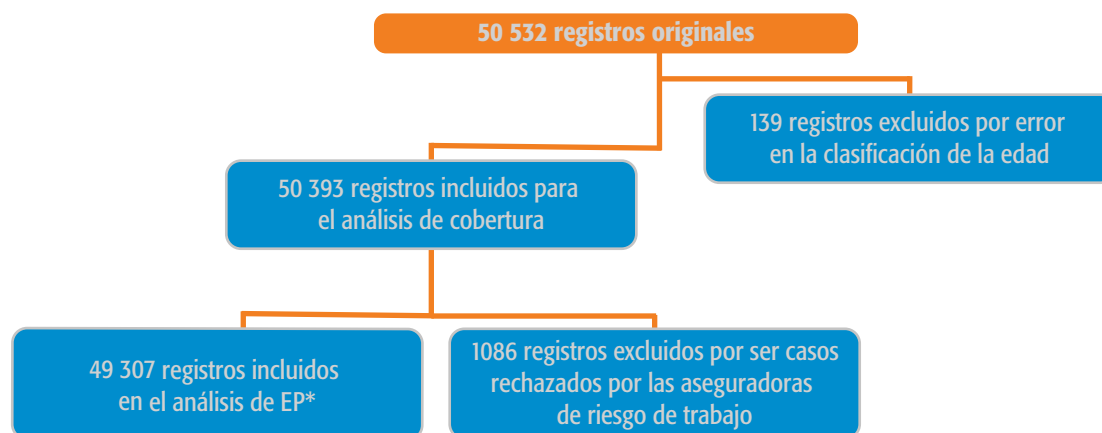 50 532 registros originales
139 registros excluidos por error
en la clasificación de la edad
50 393 registros incluidos para
el análisis de cobertura
49 307 registros incluidos
en el análisis de EP*
1086 registros excluidos por ser casos
rechazados por las aseguradoras
de riesgo de trabajo